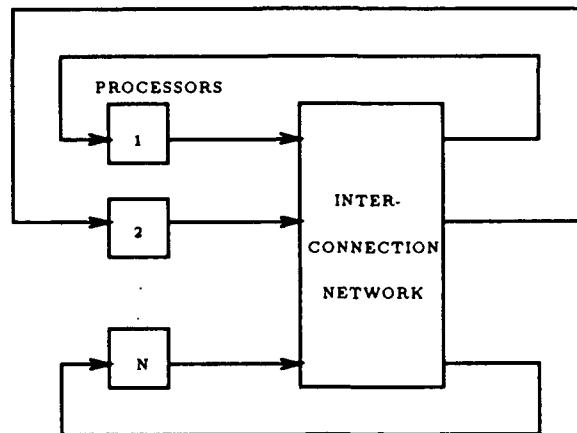 PROCESSORS
1
2
N
INTER-
CONNECTION
NETWORK